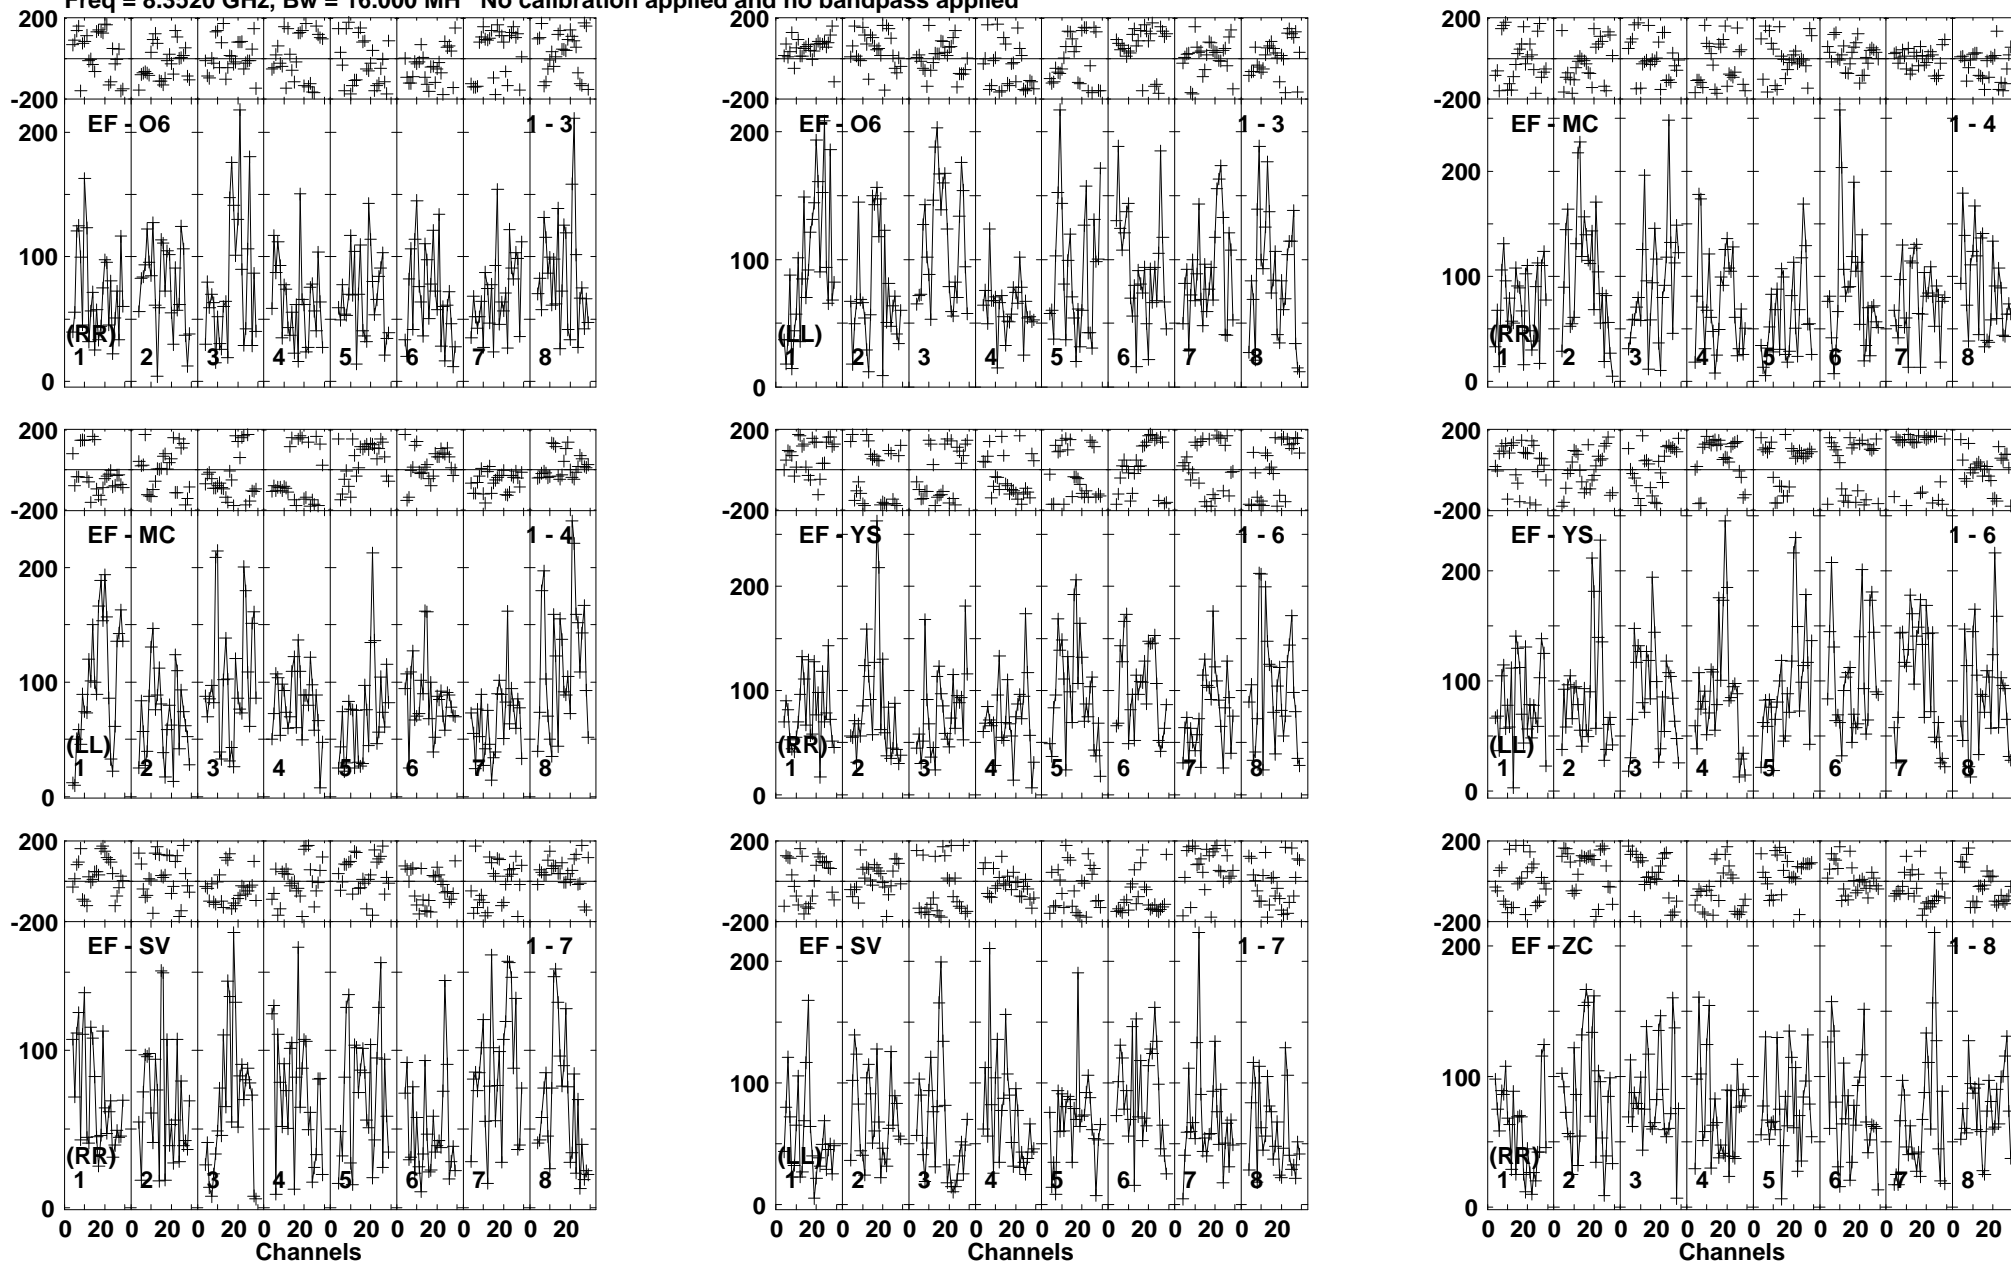 Freq = 8.3520 GHz, Bw = 16.000 MH No calibration applied and no bandpass applied
200 200 200
-200 -200 -200
EF - O6 1 - 3 EF - O6 1 - 3 EF - MC 1 - 4
200 200 200
100 100 100
(RR) (LL) (RR)
1 2 3 4 5 6 7 8 1 2 3 4 5 6 7 8 1 2 3 4 5 6 7 8
0 0 0
200 200 200
-200 -200 -200
EF - MC 1 - 4 EF - YS 1 - 6 EF - YS 1 - 6
200 200 200
100 100 100
(LL) (RR) (LL)
1 2 3 4 5 6 7 8 1 2 3 4 5 6 7 8 1 2 3 4 5 6 7 8
0 0 0
200 200 200
-200 -200 -200
EF - SV 1 - 7 EF - SV 1 - 7 EF - ZC 1 - 8
200 200
100 100 100
(RR) (LL) (RR)
1 2 3 4 5 6 7 8 1 2 3 4 5 6 7 8 1 2 3 4 5 6 7 8
0 0 0
0 20 0 20 0 20 0 20 0 20 0 20 0 20 0 20 0 20 0 20 0 20 0 20 0 20 0 20 0 20 0 20 0 20 0 20 0 20 0 20 0 20 0 20 0 20 0 20
Channels Channels Channels